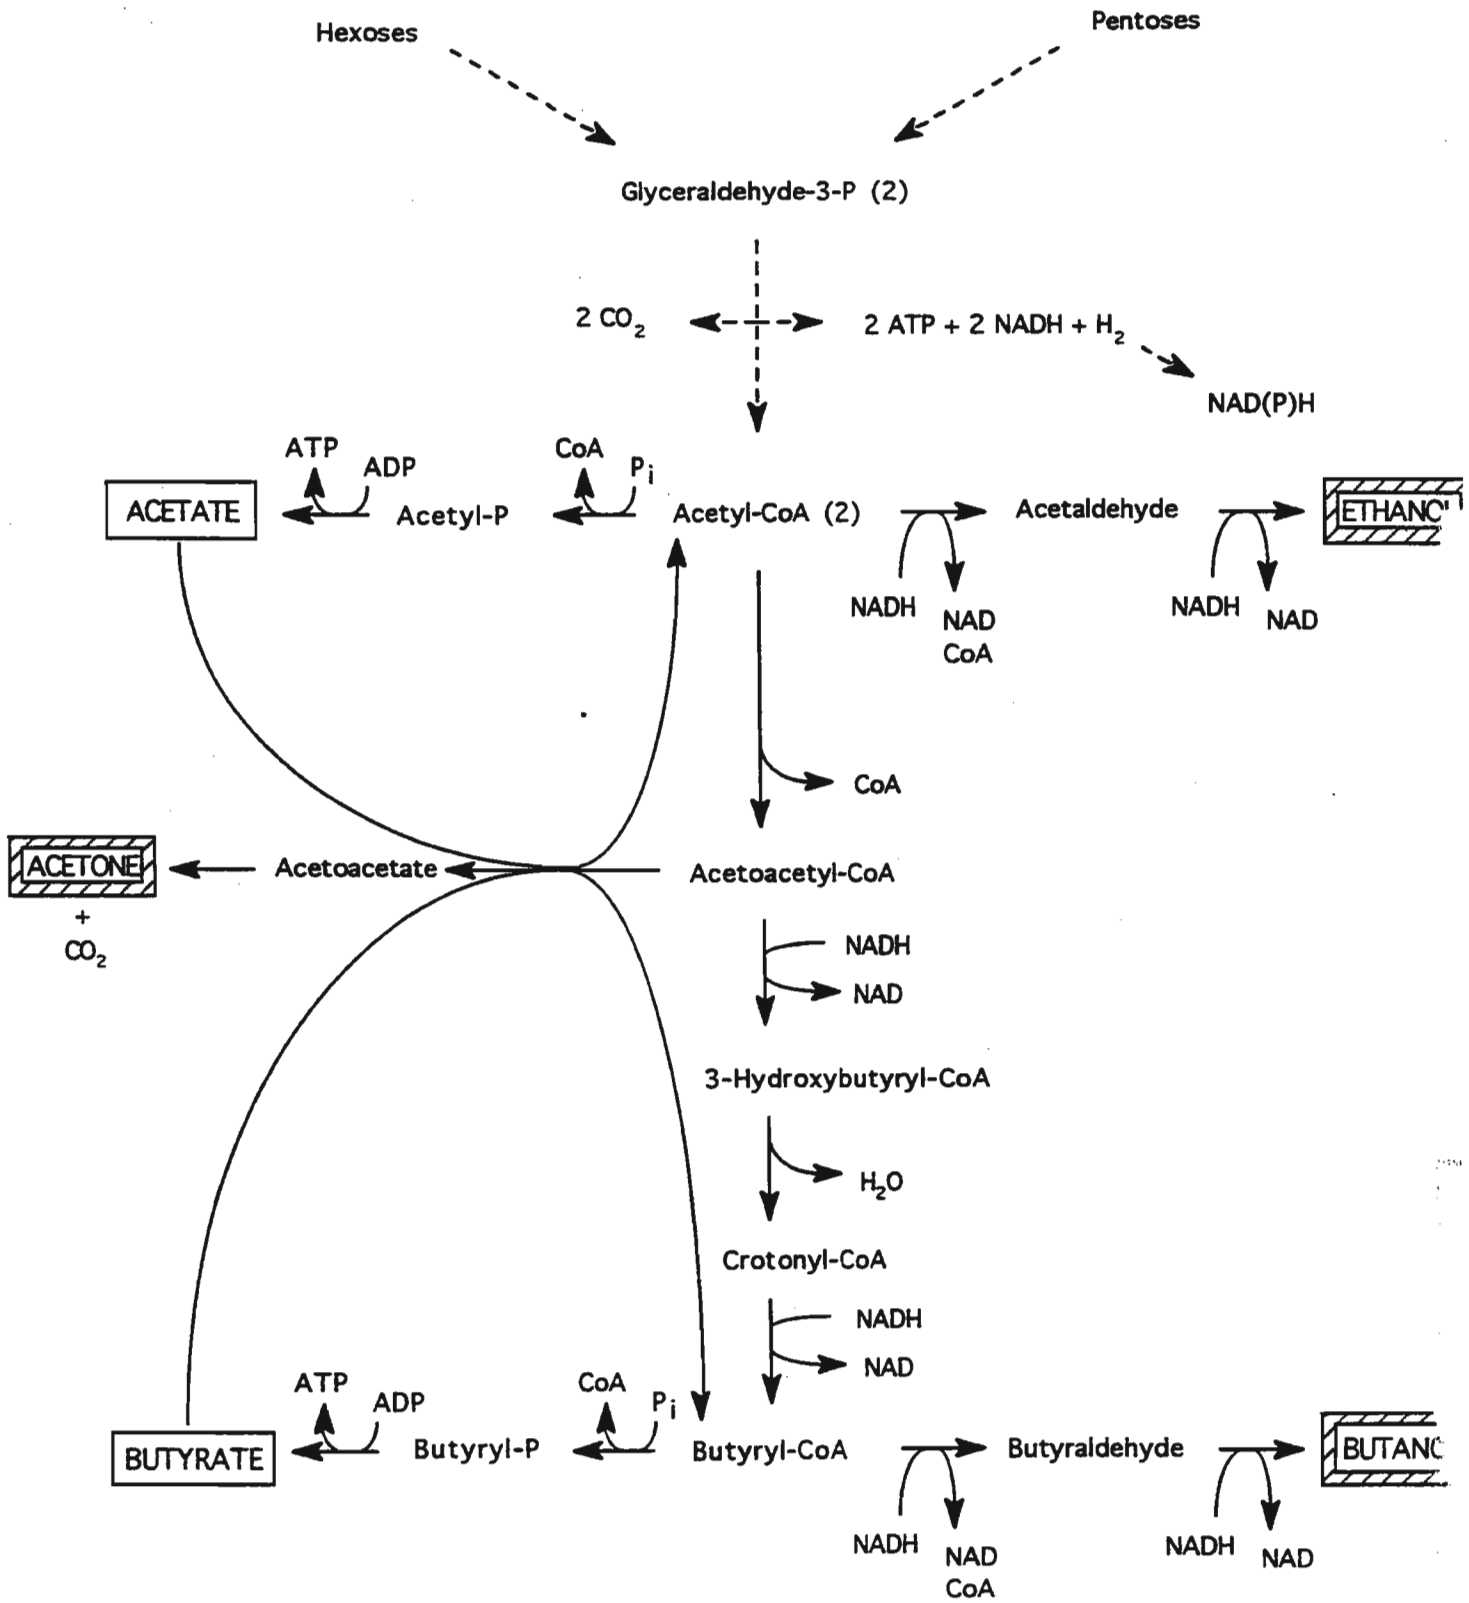 Hexoses
Pentoses
Glyceraldehyde-3-P (2)
2 CO2
2 ATP + 2 NADH + H2
NAD(P)H
ATP
ADP
CoA
Pi
ACETATE
Acetyl-P
Acetyl-CoA (2)
Acetaldehyde
ETHANO
NADH
NAD
CoA
NADH
NAD
CoA
ACETONE
Acetoacetate
Acetoacetyl-CoA
+
CO2
NADH
NAD
3-Hydroxybutyryl-CoA
H2O
Crotonyl-CoA
NADH
NAD
ATP
ADP
CoA
Pi
BUTYRATE
Butyryl-P
Butyryl-CoA
Butyraldehyde
BUTANO
NADH
NAD
CoA
NADH
NAD